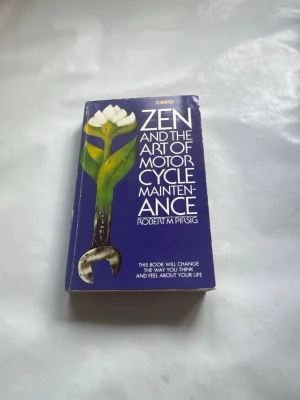 CORGI
ZEN
AND THE
ART OF
MOTOR
CYCLE
MAINTEN-
ANCE
ROBERT M PIRSIG
THIS BOOK WILL CHANGE
THE WAY YOU THINK
AND FEEL ABOUT YOUR LIFE